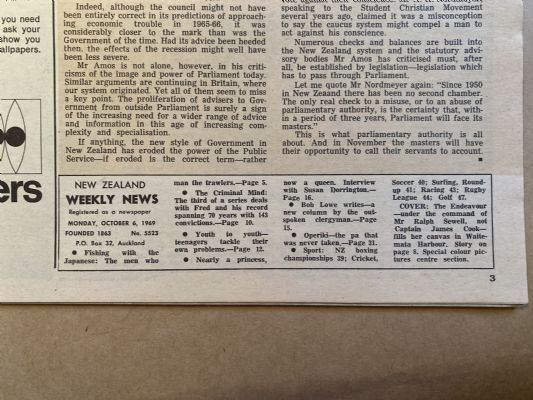 you need
ask your
show you
allpapers.
ers
Indeed, although the council might not have
been entirely correct in its predictions of approach-
ing economic trouble in 1965-66, it was
considerably closer to the mark than was the
Government of the time. Had its advice been heeded
then, the effects of the recession might well have
been less severe.
Mr Amos is not alone, however, in his criti-
cisms of the image and power of Parliament today.
Similar arguments are continuing in Britain, where
our system originated. Yet all of them seem to miss
a key point. The proliferation of advisers to Gov-
ernment from outside Parliament is surely a sign
of the increasing need for a wider range of advice
and information in this age of increasing com-
plexity and specialisation.
If anything, the new style of Government in
New Zealand has eroded the power of the Public
Service—if eroded is the correct term—rather
speaking to the Student Christian Movement
several years ago, claimed it was a misconception
to say the caucus system might compel a man to
act against his conscience.
Numerous checks and balances are built into
the New Zealand system and the statutory advi-
sory bodies Mr Amos has criticised must, after
all, be established by legislation—legislation which
has to pass through Parliament.
Let me quote Mr Nordmeyer again: "Since 1950
in New Zeaand there has been no second chamber.
The only real check to a misuse, or to an abuse of
parliamentary authority, is the certainty that, with-
in a period of three years, Parliament will face its
masters."
This is what parliamentary authority is all
about. And in November the masters will have
their opportunity to call their servants to account.
NEW ZEALAND
WEEKLY NEWS
Registered as a newspaper
MONDAY, OCTOBER 6, 1969
FOUNDED 1863 No. 5523
P.O. Box 32, Auckland
● Fishing with the
Japanese: The men who
man the trawlers.—Page 5.
● The Criminal Mind:
The third of a series deals
with Fred and his record
spanning 70 years with 143
convictions.—Page 10.
● Youth to youth—
teenagers tackle their
own problems.—Page 12.
● Nearly a princess,
now a queen. Interview
with Susan Dorrington.—
Page 16.
● Bob Lowe writes—a
new column by the out-
spoken clergyman.—Page
15.
● Operiki—the pa that
was never taken.—Page 31.
● Sport: NZ boxing
championships 39; Cricket,
Soccer 40; Surfing, Round-
up 41; Racing 43; Rugby
League 44; Golf 47.
COVER: The Endeavour
—under the command of
Mr Ralph Sewell, not
Captain James Cook—
fills her canvas in Waite-
mata Harbour. Story on
page 8. Special colour pic-
tures centre section.
3